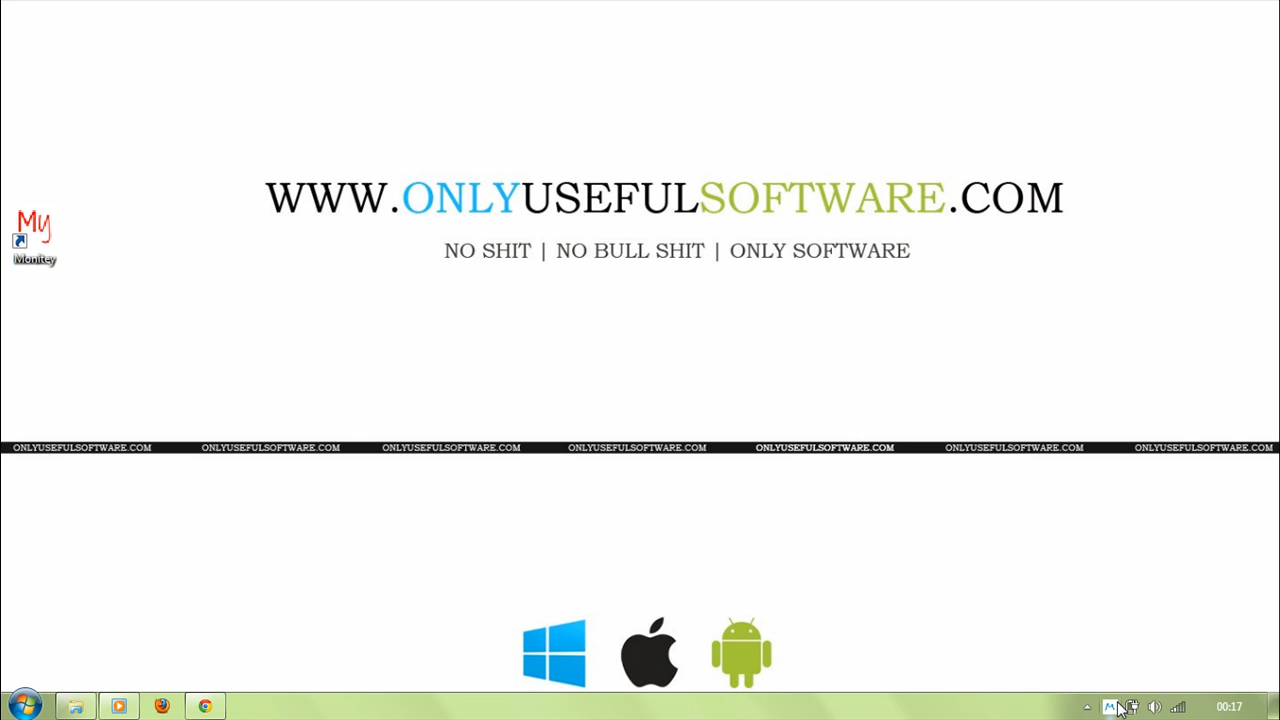 WWW.ONLYUSEFULSOFTWARE.COM
NO SHIT | NO BULL SHIT | ONLY SOFTWARE
My
Monitey
ONLYUSEFULSOFTWARE.COM ONLYUSEFULSOFTWARE.COM ONLYUSEFULSOFTWARE.COM ONLYUSEFULSOFTWARE.COM ONLYUSEFULSOFTWARE.COM ONLYUSEFULSOFTWARE.COM ONLYUSEFULSOFTWARE.COM
M 00:17